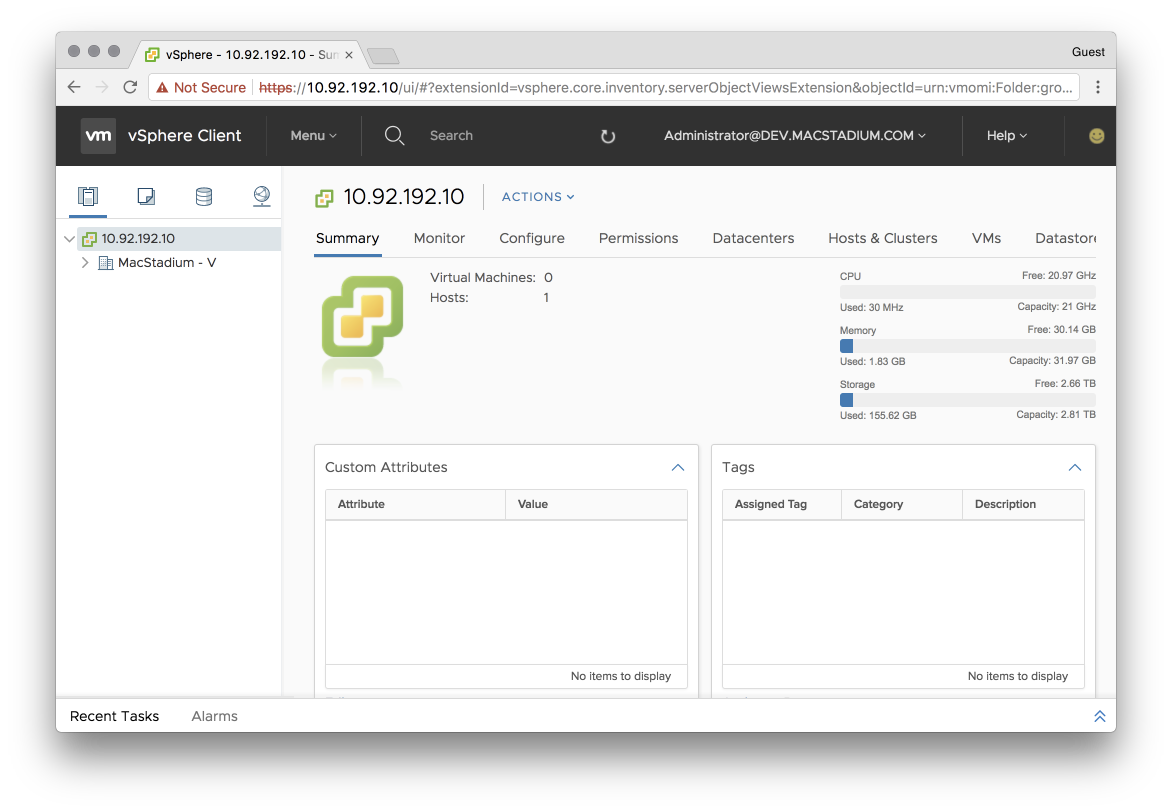 vSphere - 10.92.192.10 - Sum
Guest
Not Secure https://10.92.192.10/ui/#?extensionId=vsphere.core.inventory.serverObjectViewsExtension&objectId=urn:vmomi:Folder:gro...
vm vSphere Client Menu Search Administrator@DEV.MACSTADIUM.COM Help
10.92.192.10
MacStadium - V
10.92.192.10 ACTIONS
Summary Monitor Configure Permissions Datacenters Hosts & Clusters VMs Datastore
Virtual Machines: 0
Hosts: 1
CPU Free: 20.97 GHz
Used: 30 MHz Capacity: 21 GHz
Memory Free: 30.14 GB
Used: 1.83 GB Capacity: 31.97 GB
Storage Free: 2.66 TB
Used: 155.62 GB Capacity: 2.81 TB
Custom Attributes
Attribute Value
No items to display
Tags
Assigned Tag Category Description
No items to display
Recent Tasks Alarms